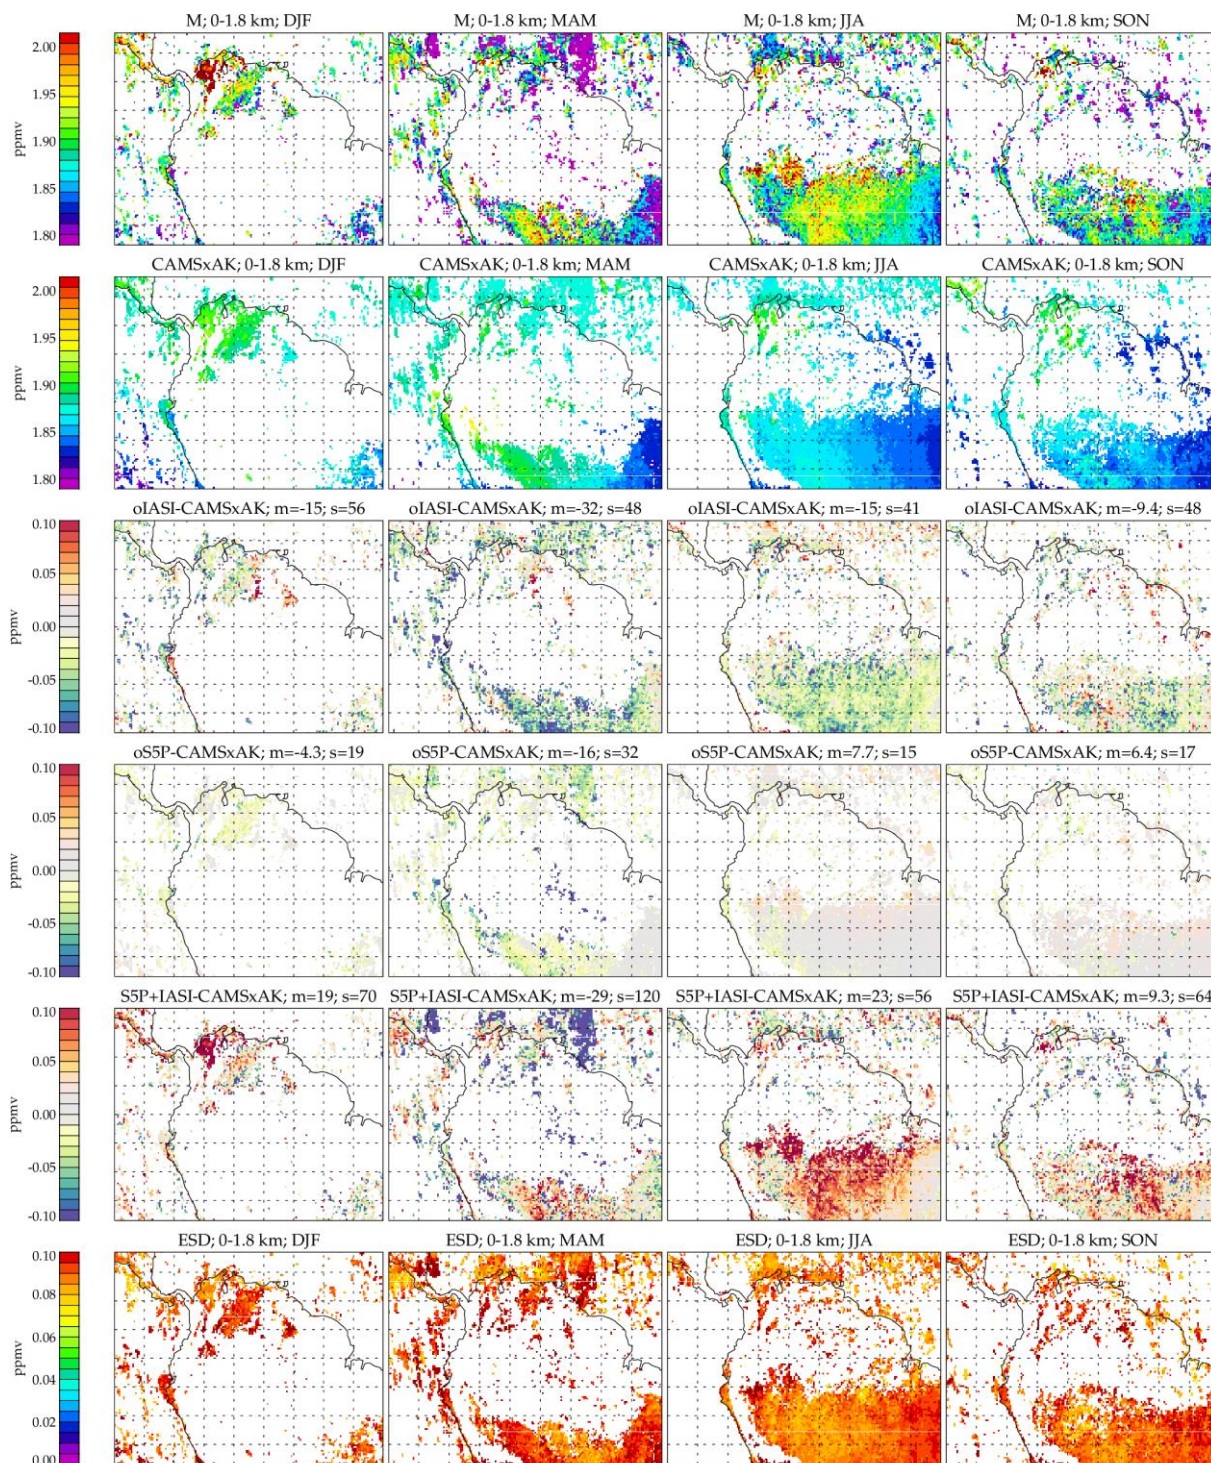 M; 0-1.8 km; DJF M; 0-1.8 km; MAM M; 0-1.8 km; JJA M; 0-1.8 km; SON
2.00
1.95
1.90
1.85
1.80
ppmv
CAMSxAK; 0-1.8 km; DJF CAMSxAK; 0-1.8 km; MAM CAMSxAK; 0-1.8 km; JJA CAMSxAK; 0-1.8 km; SON
2.00
1.95
1.90
1.85
1.80
ppmv
oIASI-CAMSxAK; m=-15; s=56 oIASI-CAMSxAK; m=-32; s=48 oIASI-CAMSxAK; m=-15; s=41 oIASI-CAMSxAK; m=-9.4; s=48
0.10
0.05
0.00
-0.05
-0.10
ppmv
oS5P-CAMSxAK; m=-4.3; s=19 oS5P-CAMSxAK; m=-16; s=32 oS5P-CAMSxAK; m=7.7; s=15 oS5P-CAMSxAK; m=6.4; s=17
0.10
0.05
0.00
-0.05
-0.10
ppmv
S5P+IASI-CAMSxAK; m=19; s=70 S5P+IASI-CAMSxAK; m=-29; s=120 S5P+IASI-CAMSxAK; m=23; s=56 S5P+IASI-CAMSxAK; m=9.3; s=64
0.10
0.05
0.00
-0.05
-0.10
ppmv
ESD; 0-1.8 km; DJF ESD; 0-1.8 km; MAM ESD; 0-1.8 km; JJA ESD; 0-1.8 km; SON
0.10
0.08
0.06
0.04
0.02
0.00
ppmv